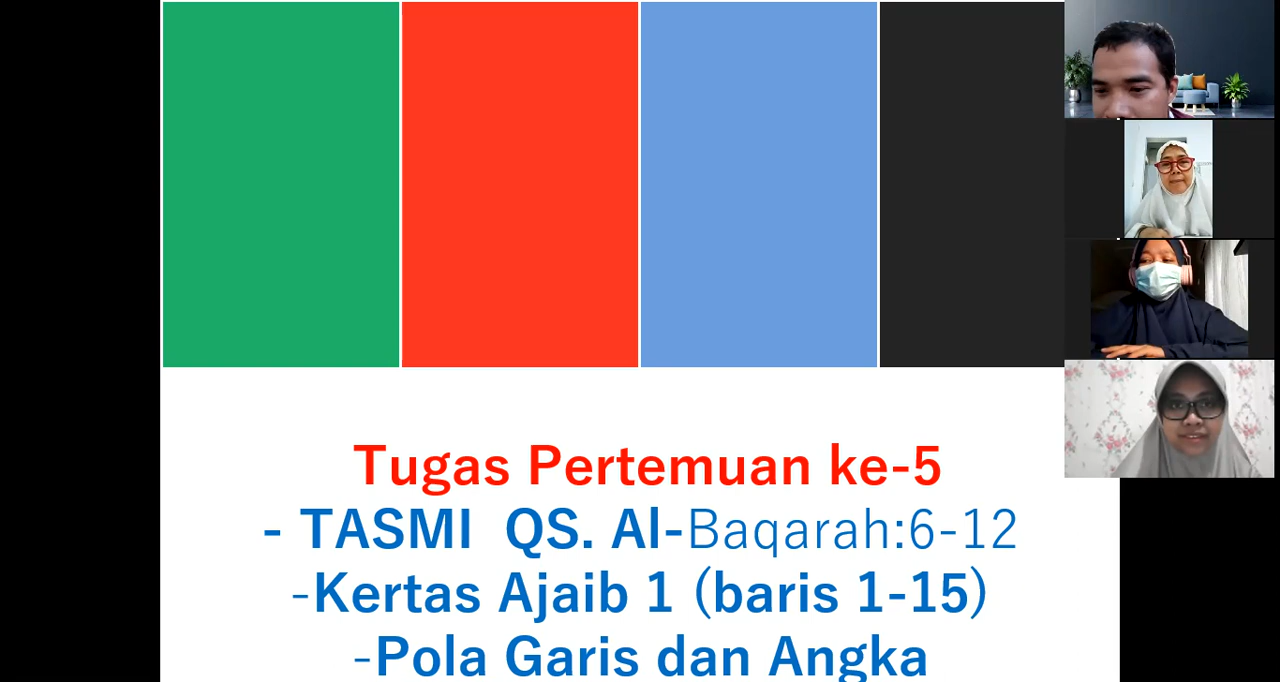 Tugas Pertemuan ke-5
- TASMI QS. Al-Baqarah:6-12
-Kertas Ajaib 1 (baris 1-15)
-Pola Garis dan Angka